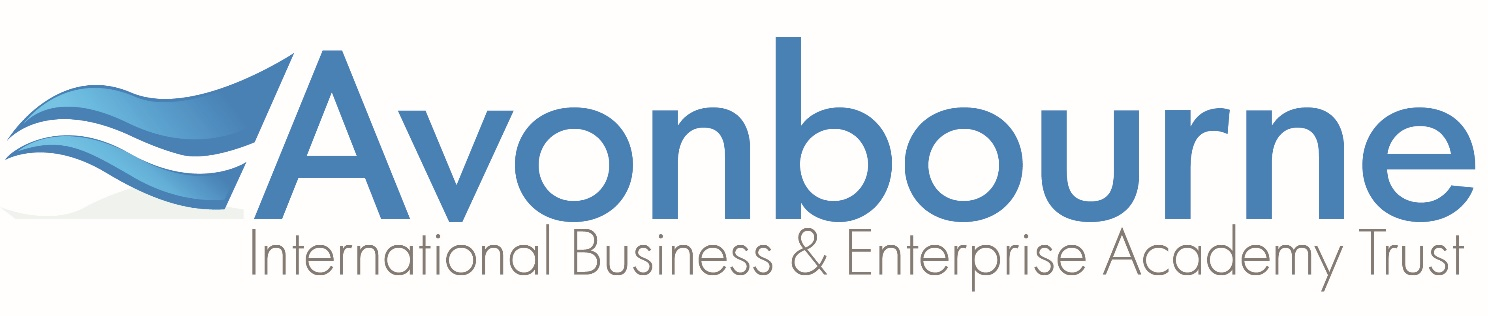 Avonbourne
International Business & Enterprise Academy Trust